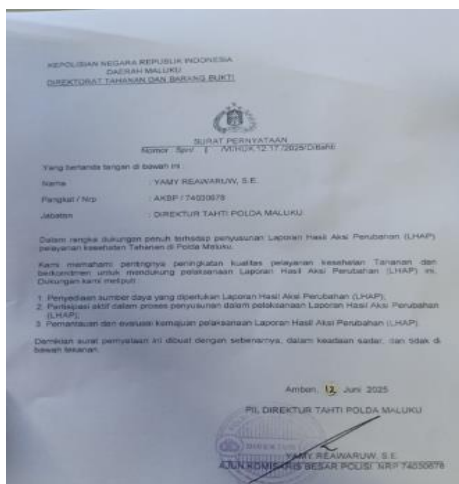 KEPOLISIAN NEGARA REPUBLIK INDONESIA
DAERAH MALUKU
DIREKTORAT TAHANAN DAN BARANG BUKTI
SURAT PERNYATAAN
Nomor : Spn/ /2025/Dittahti
Yang bertanda tangan di bawah ini :
Nama : YAMY REAWARUW, S.E.
Pangkat / Nrp : AKBP / 74030678
Jabatan : DIREKTUR TAHTI POLDA MALUKU
Dalam rangka dukungan penuh terhadap penyusunan Laporan Hasil Aksi Perubahan (LHAP)
pelayanan kesehatan Tahanan di Polda Maluku.
Kami memahami pentingnya peningkatan kualitas pelayanan kesehatan Tahanan dan
berkomitmen untuk mendukung pelaksanaan Laporan Hasil Aksi Perubahan (LHAP) ini,
Dukungan kami meliputi :
1. Penyediaan sumber daya yang diperlukan Laporan Hasil Aksi Perubahan (LHAP);
2. Partisipasi aktif dalam proses penyusunan dalam pelaksanaan Laporan Hasil Aksi Perubahan
(LHAP);
3. Pemantauan dan evaluasi kemajuan pelaksanaan Laporan Hasil Aksi Perubahan (LHAP)
Demikian surat pernyataan ini dibuat dengan sebenarnya, dalam keadaan sadar, dan tidak di
bawah tekanan.
Ambon, 12 Juni 2025
DIREKTUR TAHTI POLDA MALUKU
DIREKTORAT
YAMY REAWARUW, S.E.
AJUN KOMISARIS BESAR POLISI NRP 74030678